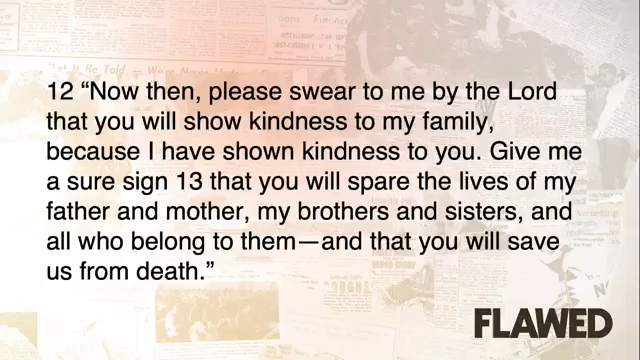 12 “Now then, please swear to me by the Lord
that you will show kindness to my family,
because I have shown kindness to you. Give me
a sure sign 13 that you will spare the lives of my
father and mother, my brothers and sisters, and
all who belong to them—and that you will save
us from death.”
FLAWED